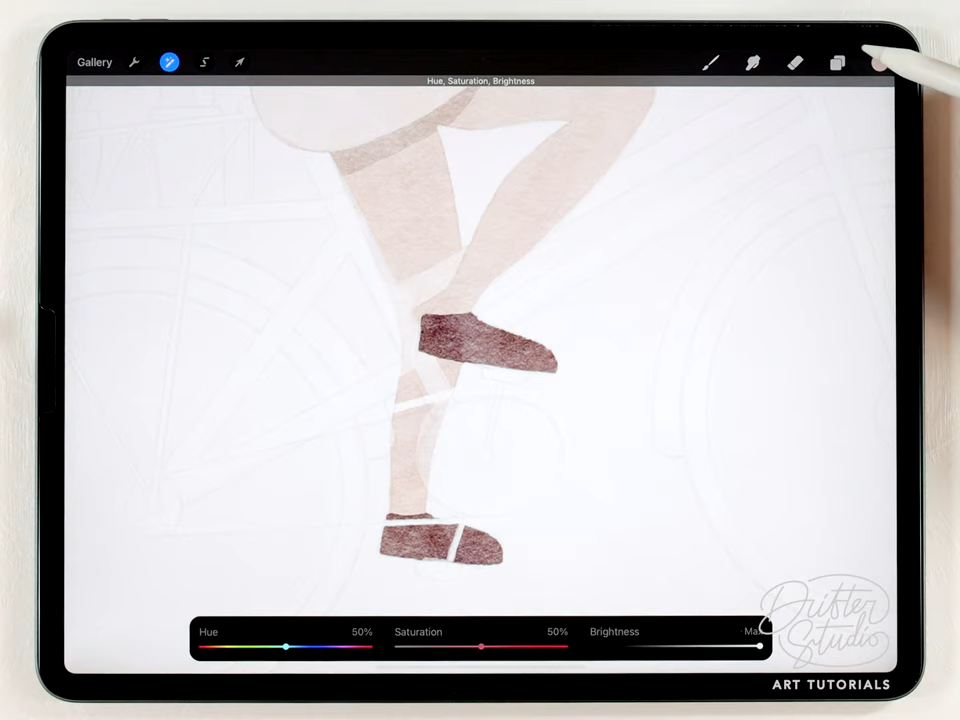 Gallery
Hue, Saturation, Brightness
Hue 50% Saturation 50% Brightness Max
Drifter
Studio
ART TUTORIALS